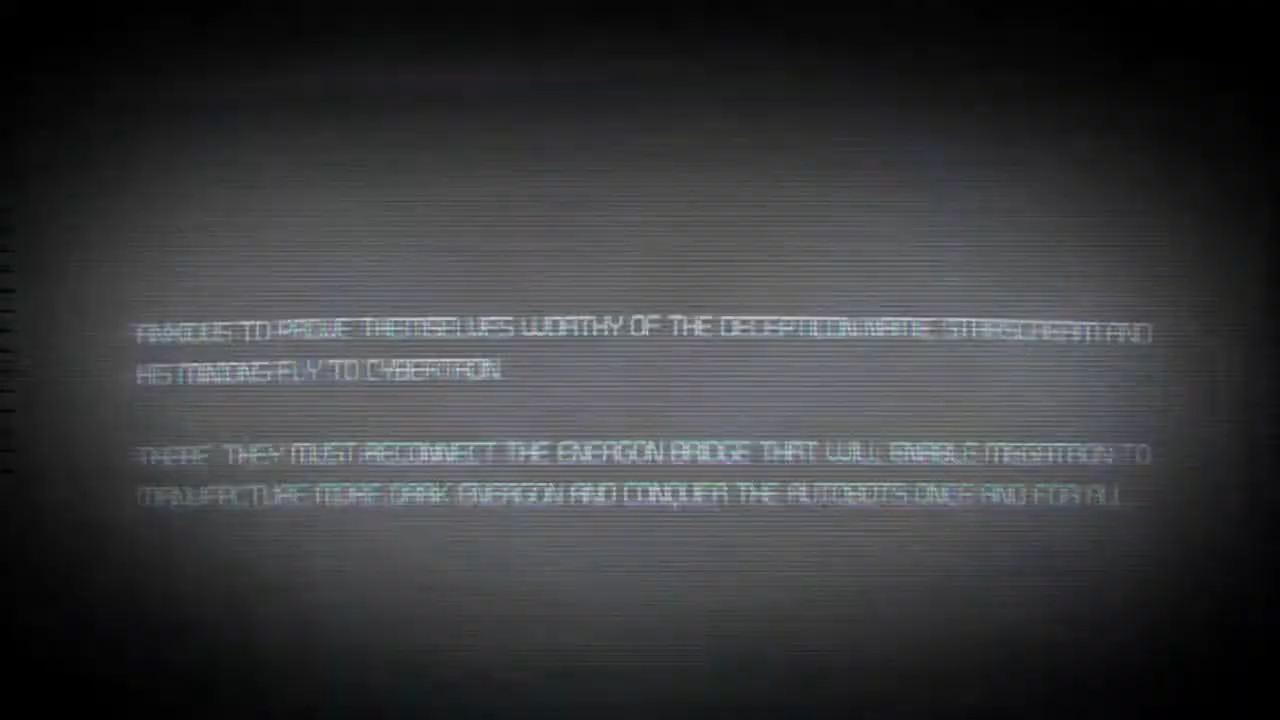 ANXIOUS TO PROVE THEMSELVES WORTHY OF THE DECEPTICON NAME STARSCREAM AND
HIS MINIONS FLY TO CYBERTRON.
THERE THEY MUST RECONNECT THE ENERGON BRIDGE THAT WILL ENABLE MEGATRON TO
MANUFACTURE MORE DARK ENERGON AND CONQUER THE AUTOBOTS ONCE AND FOR ALL